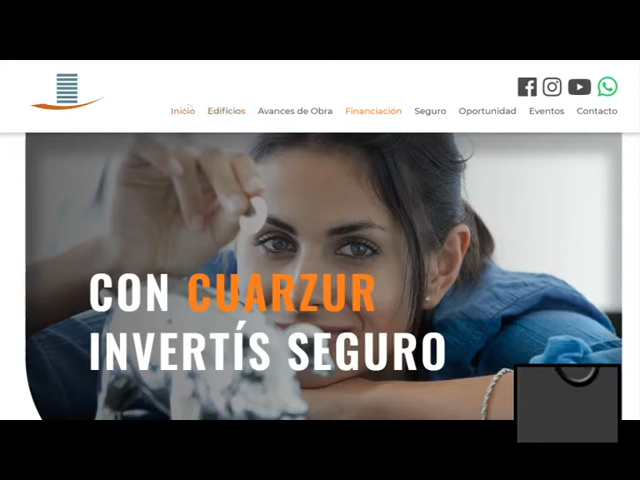 Inicio Edificios Avances de Obra Financiación Seguro Oportunidad Eventos Contacto
CON CUARZUR
INVERTÍS SEGURO